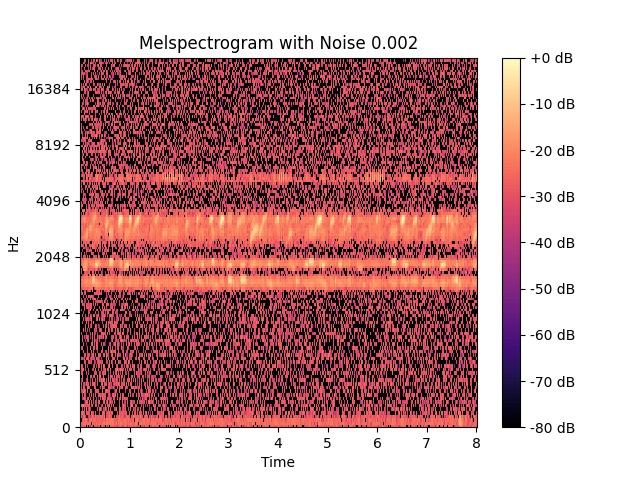 Melspectrogram with Noise 0.002
Hz
16384
8192
4096
2048
1024
512
0
0 1 2 3 4 5 6 7 8
Time
+0 dB
-10 dB
-20 dB
-30 dB
-40 dB
-50 dB
-60 dB
-70 dB
-80 dB